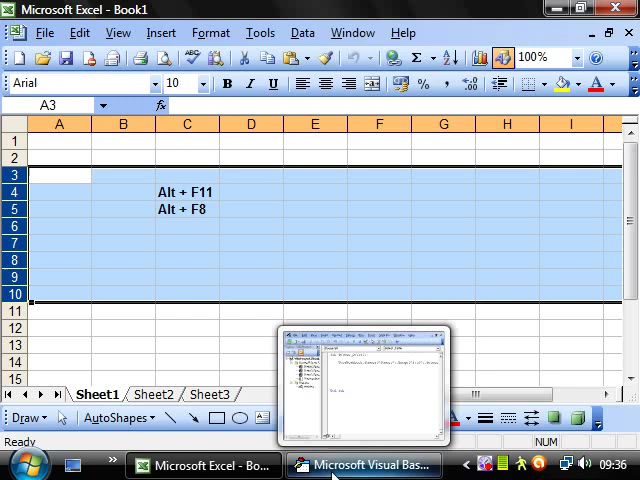 Microsoft Excel - Book1
File Edit View Insert Format Tools Data Window Help
100%
Arial 10 B I U
A3 fx
A B C D E F G H I
1
2
3
4 Alt + F11
5 Alt + F8
6
7
8
9
10
11
12
13
14
15
Sheet1 Sheet2 Sheet3
Draw AutoShapes
Ready NUM
Microsoft Excel - Bo... Microsoft Visual Bas... 09:36